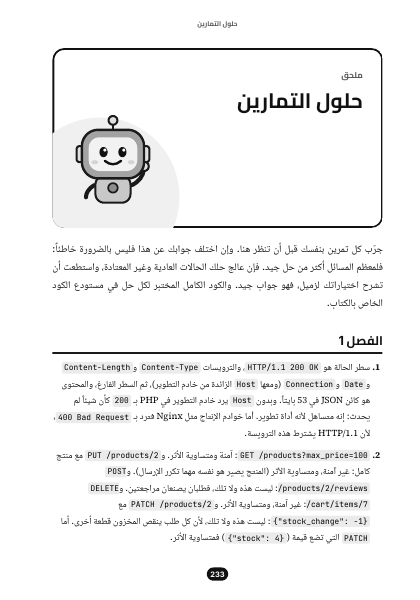 حلول التمارين
ملحق
حلول التمارين
جرّب كل تمرين بنفسك قبل أن تنظر هنا. وإن اختلف جوابك عن هذا فليس بالضرورة خاطئاً:
فلمعظم المسائل أكثر من حل جيد. فإن عالج حلك الحالات العادية وغير المعتادة، واستطعت أن
تشرح اختياراتك لزميل، فهو جواب جيد. والكود الكامل المختبر لكل حل في مستودع الكود
الخاص بالكتاب.
الفصل 1
1. سطر الحالة هو HTTP/1.1 200 OK ، والترويسات Content-Type و Content-Length
و Date و Connection (ومعها Host الزائدة من خادم التطوير)، ثم السطر الفارغ، والمحتوى
هو كائن JSON في 53 بايتاً. وبدون Host يرد خادم التطوير في PHP بـ 200 كأن شيئاً لم
يحدث: إنه متساهل لأنه أداة تطوير. أما خوادم الإنتاج مثل Nginx فترد بـ 400 Bad Request ،
لأن HTTP/1.1 يشترط هذه الترويسة.
2. GET /products?max_price=100 : آمنة ومتساوية الأثر. و PUT /products/2 مع منتج
كامل: غير آمنة، ومتساوية الأثر (المنتج يصير هو نفسه مهما تكرر الإرسال). و POST
/products/2/reviews: ليست هذه ولا تلك، فطلبان يصنعان مراجعتين. و DELETE
/cart/items/7: غير آمنة، ومتساوية الأثر. و PATCH /products/2 مع
{"stock_change": -1} : ليست هذه ولا تلك، لأن كل طلب ينقص المخزون قطعة أخرى. أما
PATCH التي تضع قيمة ( {"stock": 4} ) فمتساوية الأثر.
233